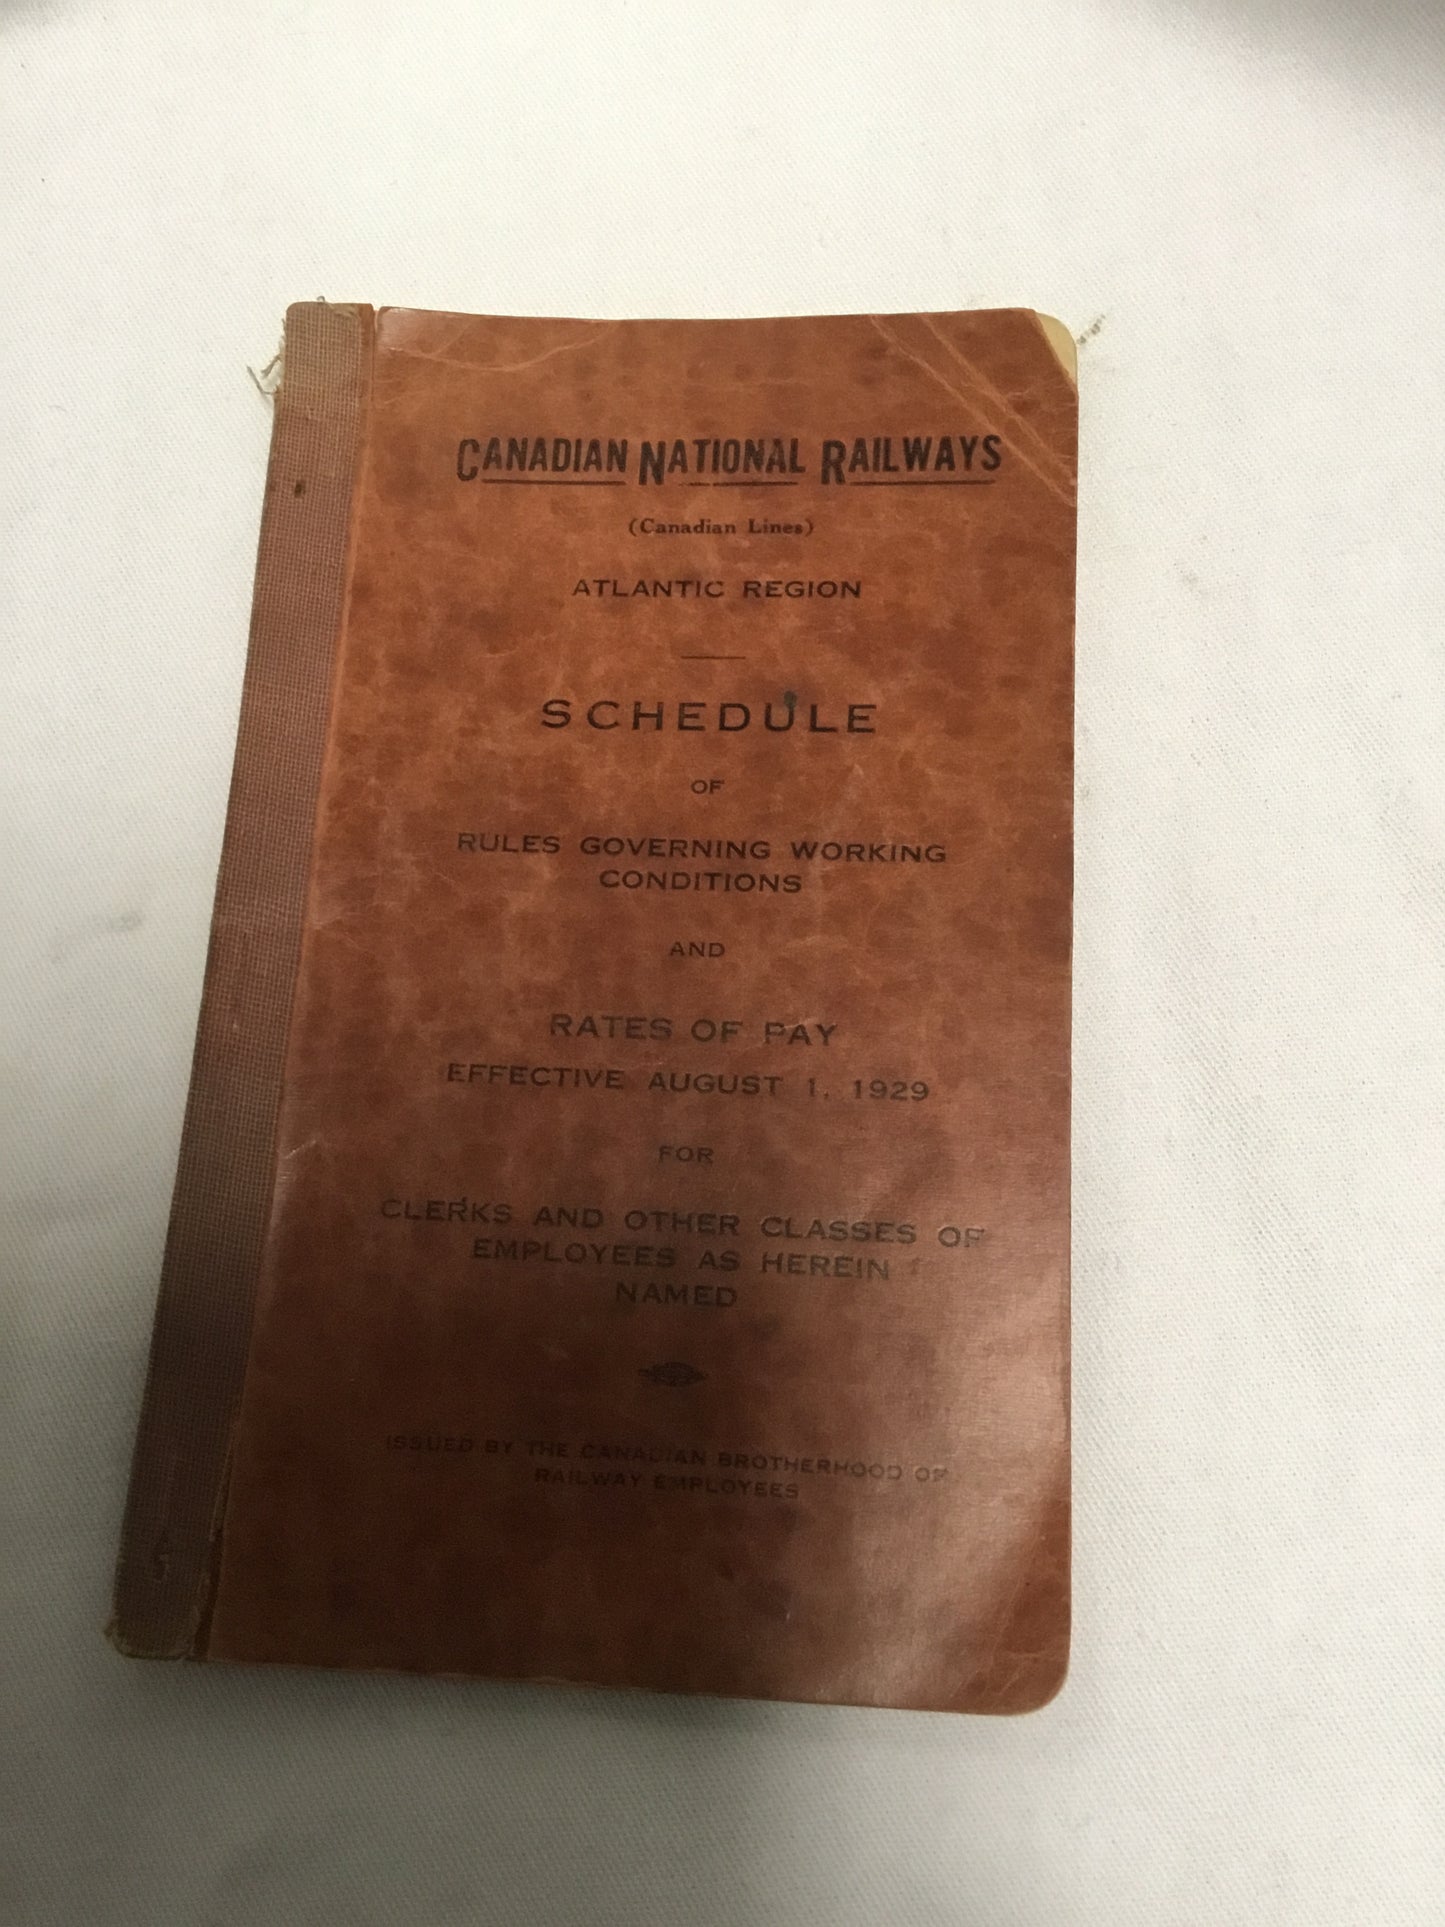 CANADIAN NATIONAL RAILWAYS
(Canadian Lines)
ATLANTIC REGION
SCHEDULE
OF
RULES GOVERNING WORKING
CONDITIONS
AND
RATES OF PAY
EFFECTIVE AUGUST 1, 1929
FOR
CLERKS AND OTHER CLASSES OF
EMPLOYEES AS HEREIN
NAMED
ISSUED BY THE CANADIAN BROTHERHOOD OF
RAILWAY EMPLOYEES